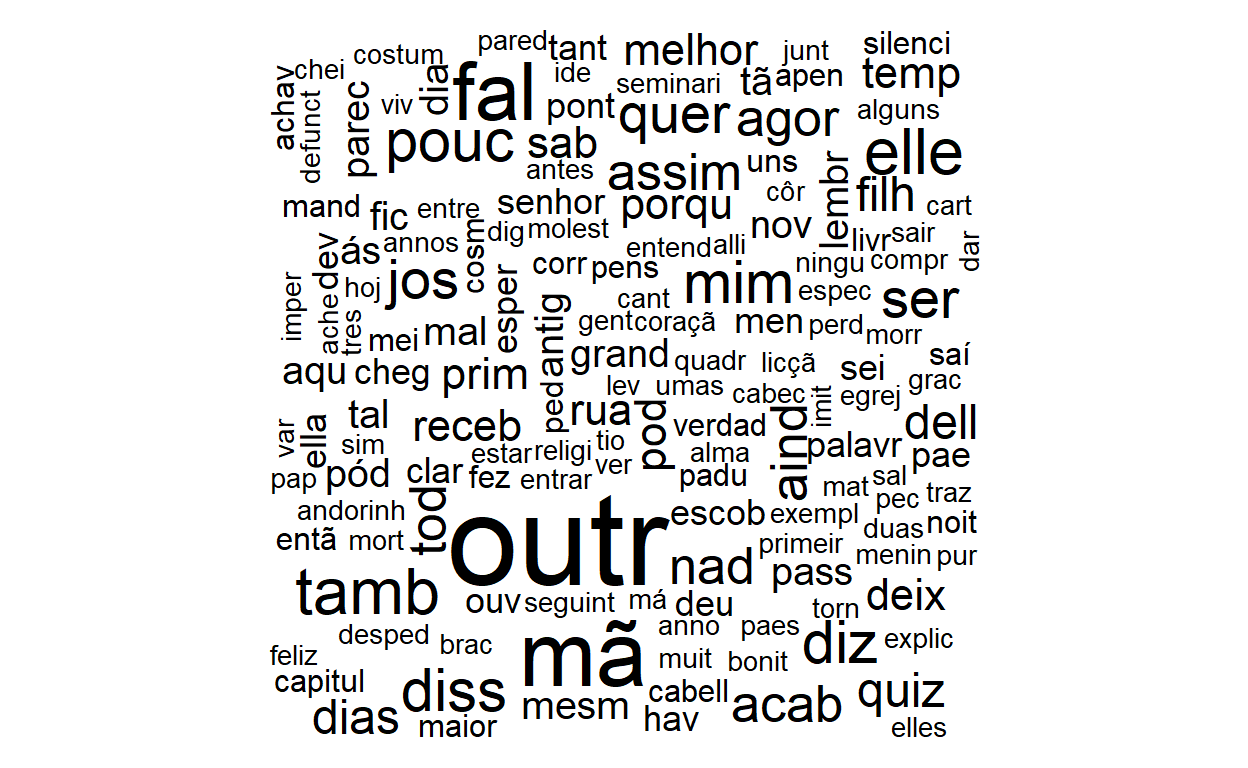 pared tant melhor junt silenci
costum
chei ide seminari tã apen temp
achav parec viv dia fal pont quer agor alguns
defunct pouc sab elle
antes assim uns lembr
côr filh
mand fic entre senhor porqu nov cart
ás annos cosm dig molest entend alli livr sair dar
dev corr pens ningu compr
imper hoj jos esper cant mim espec ser
ache tres mei mal antig gent coraçã men perd morr
aqu cheg prim grand quadr licçã sei saí
ped lev umas cabec imit egrej grac
var ella tal receb rua pod verdad aind dell
sim estar religi tio alma palavr pae
pap pód clar fez entrar ver padu mat sal
andorinh tod outr escob exempl pec traz
entã mort duas noit
primeir menin pur
tamb nad pass
ouv seguint má deu torn deix
desped brac mã anno paes diz explic
feliz muit bonit
capitul diss cabell quiz
dias maior mesm hav acab elles